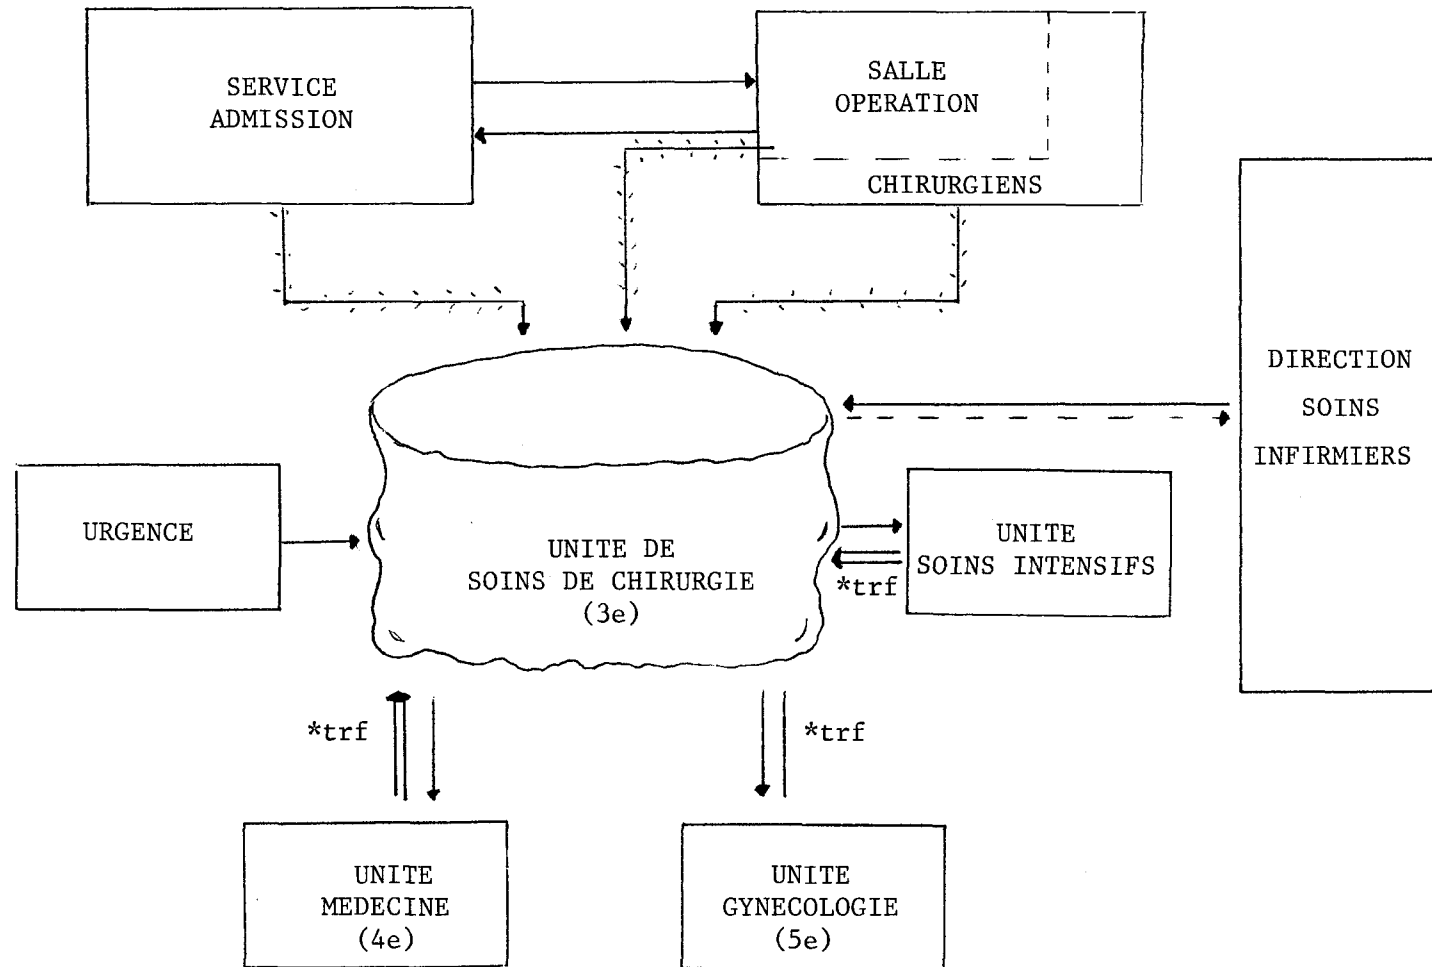 SERVICE
ADMISSION
SALLE
OPERATION
CHIRURGIENS
DIRECTION
SOINS
INFIRMIERS
URGENCE
UNITE DE
SOINS DE CHIRURGIE
(3e)
UNITE
SOINS INTENSIFS
*trf
*trf
*trf
UNITE
MEDECINE
(4e)
UNITE
GYNECOLOGIE
(5e)